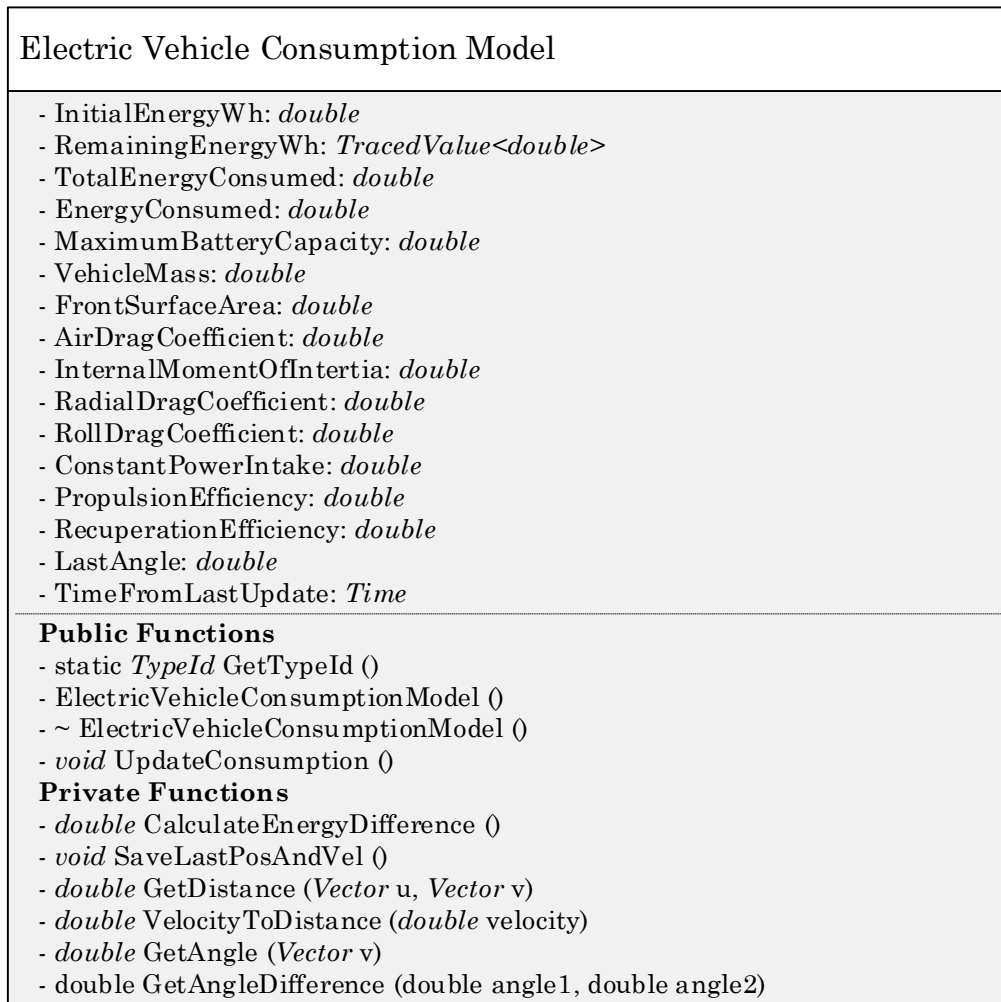 Electric Vehicle Consumption Model
- InitialEnergyWh: double
- RemainingEnergyWh: TracedValue<double>
- TotalEnergyConsumed: double
- EnergyConsumed: double
- MaximumBatteryCapacity: double
- VehicleMass: double
- FrontSurfaceArea: double
- AirDragCoefficient: double
- InternalMomentOfIntertia: double
- RadialDragCoefficient: double
- RollDragCoefficient: double
- ConstantPowerIntake: double
- PropulsionEfficiency: double
- RecuperationEfficiency: double
- LastAngle: double
- TimeFromLastUpdate: Time
Public Functions
- static TypeId GetTypeId ()
- ElectricVehicleConsumptionModel ()
- ~ ElectricVehicleConsumptionModel ()
- void UpdateConsumption ()
Private Functions
- double CalculateEnergyDifference ()
- void SaveLastPosAndVel ()
- double GetDistance (Vector u, Vector v)
- double VelocityToDistance (double velocity)
- double GetAngle (Vector v)
- double GetAngleDifference (double angle1, double angle2)